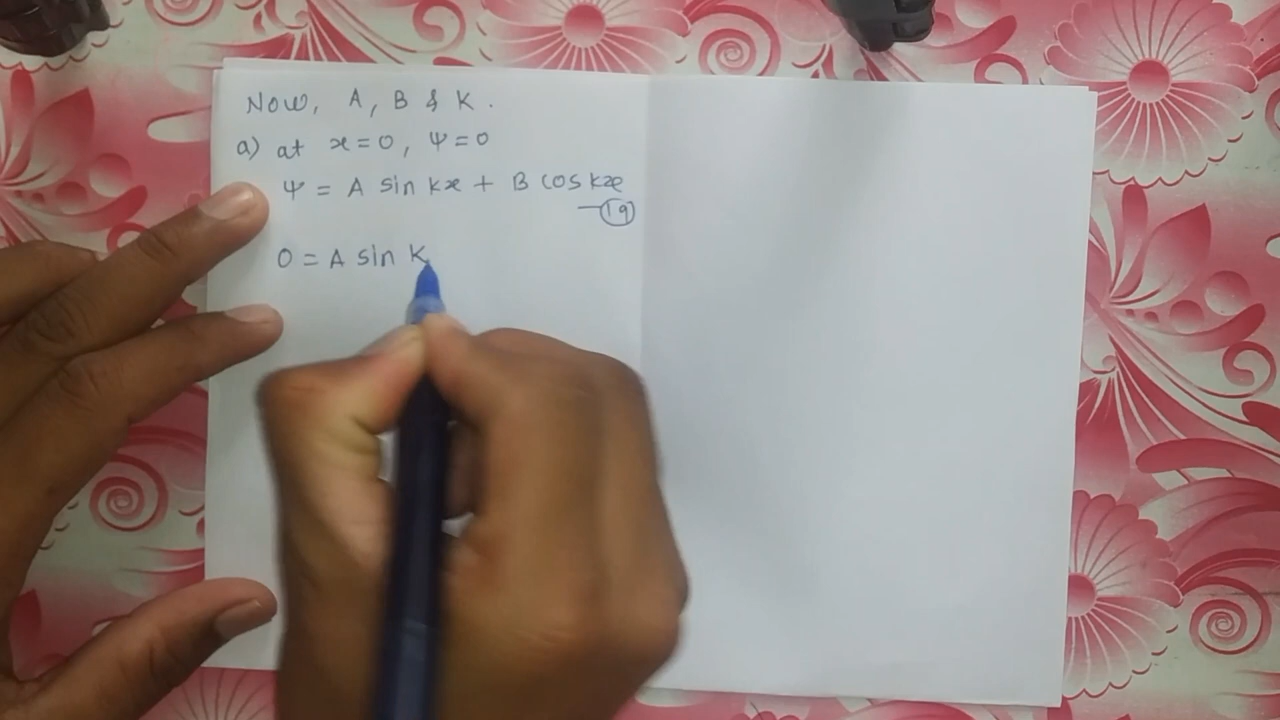 Now, A, B & K.
a) at x=0, Ψ=0
Ψ = A sin kx + B cos kx
—(19)
0 = A sin K